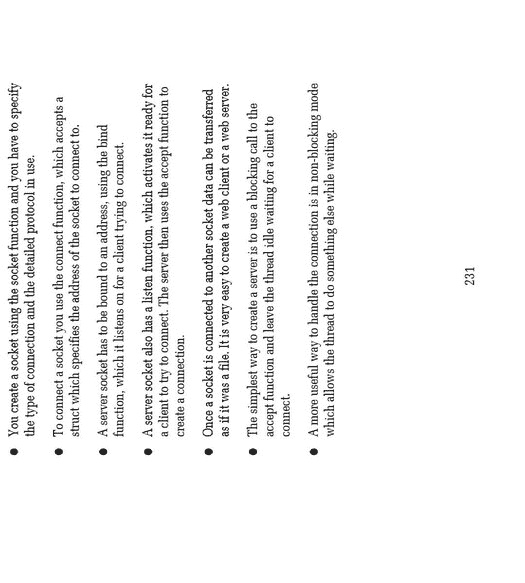 ● You create a socket using the socket function and you have to specify
the type of connection and the detailed protocol in use.
● To connect a socket you use the connect function, which accepts a
struct which specifies the address of the socket to connect to.
● A server socket has to be bound to an address, using the bind
function, which it listens on for a client trying to connect.
● A server socket also has a listen function, which activates it ready for
a client to try to connect. The server then uses the accept function to
create a connection.
● Once a socket is connected to another socket data can be transferred
as if it was a file. It is very easy to create a web client or a web server.
● The simplest way to create a server is to use a blocking call to the
accept function and leave the thread idle waiting for a client to
connect.
● A more useful way to handle the connection is in non-blocking mode
which allows the thread to do something else while waiting.
231